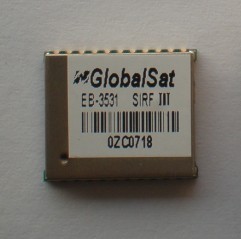 GlobalSat
EB-3531 SIRF III
0ZC0718